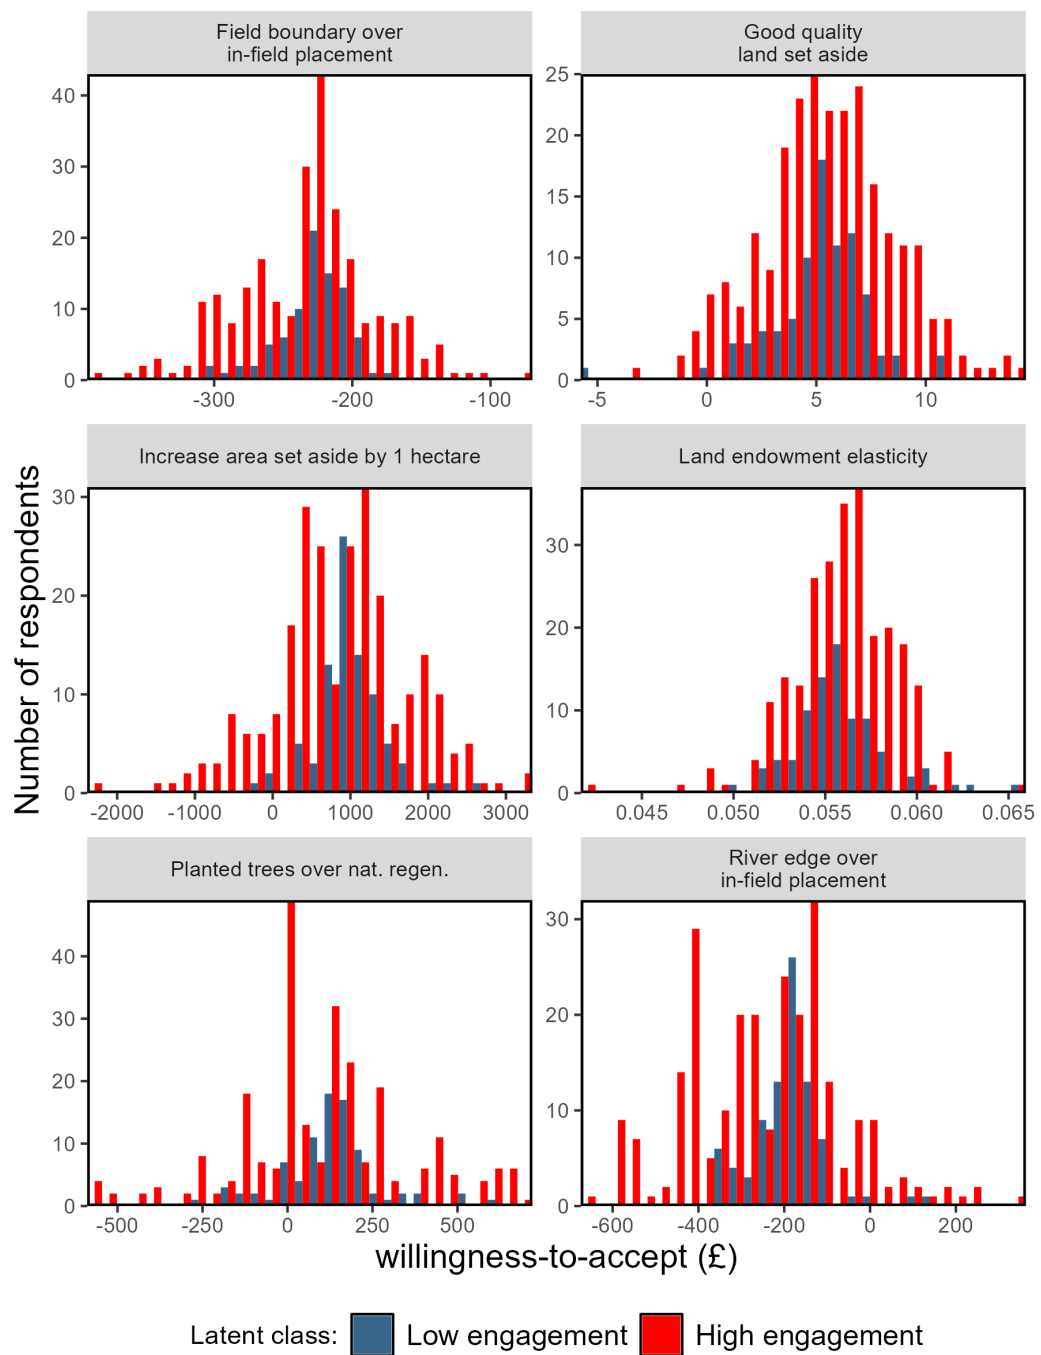 Field boundary over
in-field placement
Good quality
land set aside
40
30
20
10
0
-300 -200 -100
25
20
15
10
5
0
-5 0 5 10
Increase area set aside by 1 hectare
Land endowment elasticity
30
20
10
0
-2000 -1000 0 1000 2000 3000
30
20
10
0
0.045 0.050 0.055 0.060 0.065
Planted trees over nat. regen.
River edge over
in-field placement
40
30
20
10
0
-500 -250 0 250 500
30
20
10
0
-600 -400 -200 0 200
Number of respondents
willingness-to-accept (£)
Latent class: Low engagement High engagement